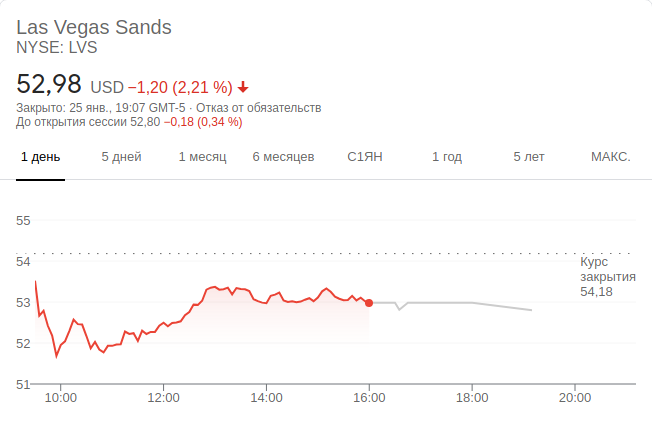 Las Vegas Sands
NYSE: LVS
52,98 USD −1,20 (2,21 %)
Закрыто: 25 янв., 19:07 GMT-5 · Отказ от обязательств
До открытия сессии 52,80 −0,18 (0,34 %)
1 день 5 дней 1 месяц 6 месяцев С1ЯН 1 год 5 лет МАКС.
55
54
Курс
закрытия
54,18
53
52
51
10:00 12:00 14:00 16:00 18:00 20:00